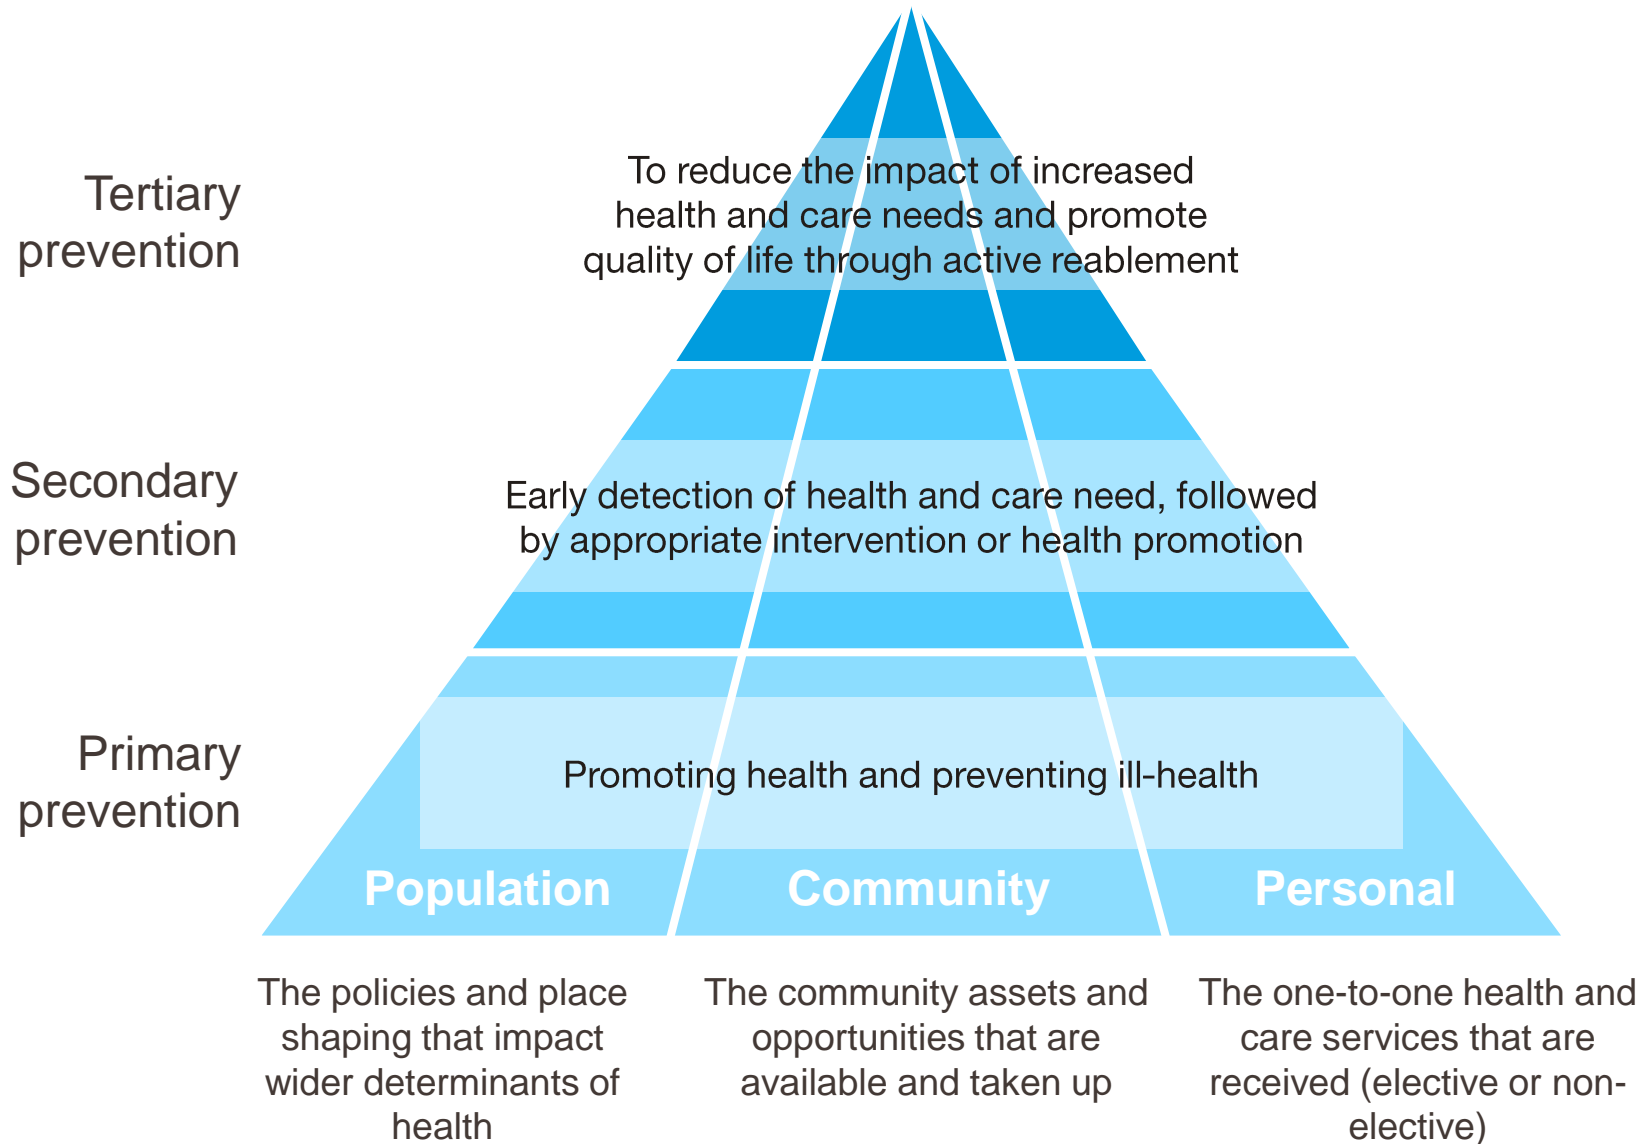 Tertiary
prevention
To reduce the impact of increased
health and care needs and promote
quality of life through active reablement
Secondary
prevention
Early detection of health and care need, followed
by appropriate intervention or health promotion
Primary
prevention
Promoting health and preventing ill-health
Population
Community
Personal
The policies and place
shaping that impact
wider determinants of
health
The community assets and
opportunities that are
available and taken up
The one-to-one health and
care services that are
received (elective or non-
elective)